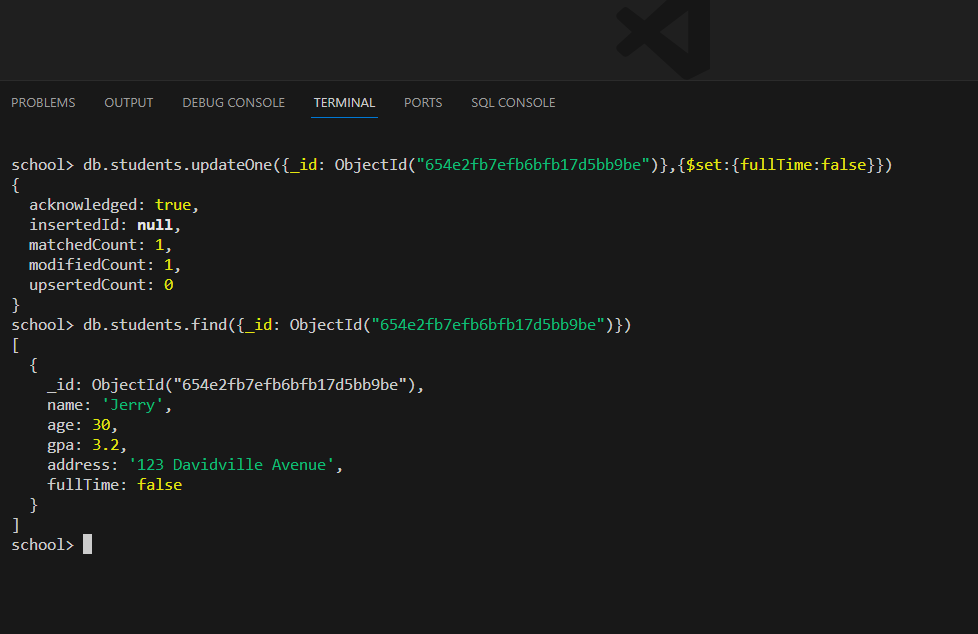 PROBLEMS OUTPUT DEBUG CONSOLE TERMINAL PORTS SQL CONSOLE
school> db.students.updateOne({_id: ObjectId("654e2fb7efb6bfb17d5bb9be")},{$set:{fullTime:false}})
{
  acknowledged: true,
  insertedId: null,
  matchedCount: 1,
  modifiedCount: 1,
  upsertedCount: 0
}
school> db.students.find({_id: ObjectId("654e2fb7efb6bfb17d5bb9be")})
[
  {
    _id: ObjectId("654e2fb7efb6bfb17d5bb9be"),
    name: 'Jerry',
    age: 30,
    gpa: 3.2,
    address: '123 Davidville Avenue',
    fullTime: false
  }
]
school>